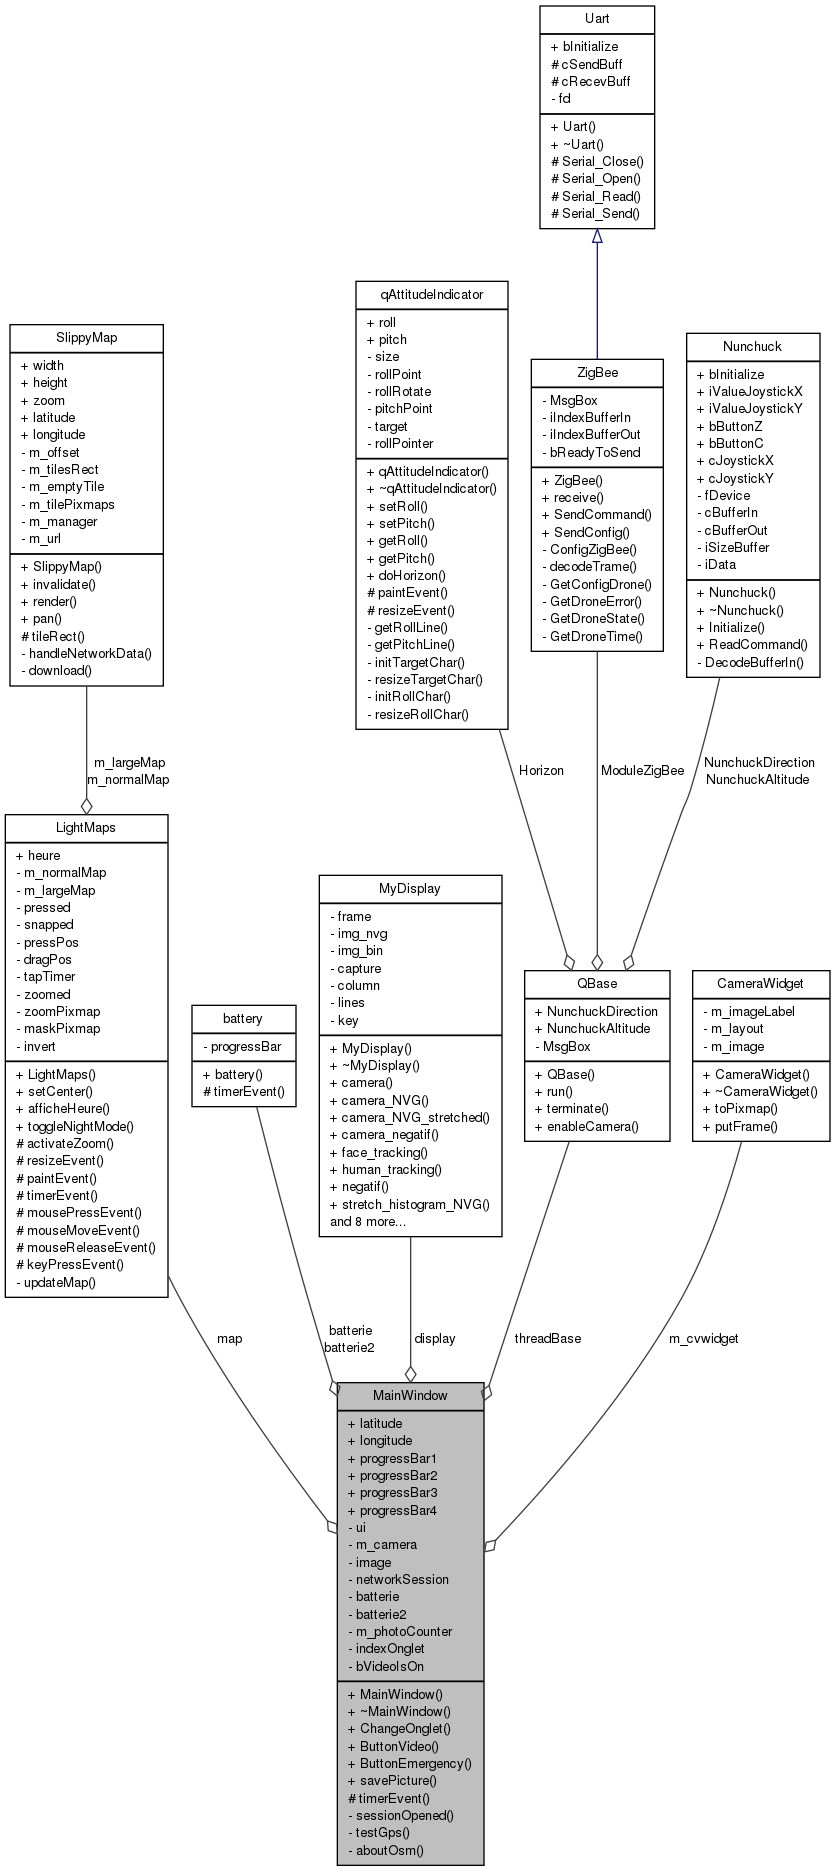 Uart
+ bInitialize
# cSendBuff
# cRecevBuff
- fd
+ Uart()
+ ~Uart()
# Serial_Close()
# Serial_Open()
# Serial_Read()
# Serial_Send()
qAttitudeIndicator
+ roll
+ pitch
- size
- rollPoint
- rollRotate
- pitchPoint
- target
- rollPointer
+ qAttitudeIndicator()
+ ~qAttitudeIndicator()
+ setRoll()
+ setPitch()
+ getRoll()
+ getPitch()
+ doHorizon()
# paintEvent()
# resizeEvent()
- getRollLine()
- getPitchLine()
- initTargetChar()
- resizeTargetChar()
- initRollChar()
- resizeRollChar()
SlippyMap
+ width
+ height
+ zoom
+ latitude
+ longitude
- m_offset
- m_tilesRect
- m_emptyTile
- m_tilePixmaps
- m_manager
- m_url
+ SlippyMap()
+ invalidate()
+ render()
+ pan()
# tileRect()
- handleNetworkData()
- download()
Nunchuck
+ bInitialize
+ iValueJoystickX
+ iValueJoystickY
+ bButtonZ
+ bButtonC
+ cJoystickX
+ cJoystickY
- fDevice
- cBufferIn
- cBufferOut
- iSizeBuffer
- iData
+ Nunchuck()
+ ~Nunchuck()
+ Initialize()
+ ReadCommand()
- DecodeBufferIn()
ZigBee
- MsgBox
- iIndexBufferIn
- iIndexBufferOut
- bReadyToSend
+ ZigBee()
+ receive()
+ SendCommand()
+ SendConfig()
- ConfigZigBee()
- decodeTrame()
- GetConfigDrone()
- GetDroneError()
- GetDroneState()
- GetDroneTime()
m_largeMap
m_normalMap
Horizon
ModuleZigBee
NunchuckDirection
NunchuckAltitude
LightMaps
+ heure
- m_normalMap
- m_largeMap
- pressed
- snapped
- pressPos
- dragPos
- tapTimer
- zoomed
- zoomPixmap
- maskPixmap
- invert
+ LightMaps()
+ setCenter()
+ afficheHeure()
+ toggleNightMode()
# activateZoom()
# resizeEvent()
# paintEvent()
# timerEvent()
# mousePressEvent()
# mouseMoveEvent()
# mouseReleaseEvent()
# keyPressEvent()
- updateMap()
battery
- progressBar
+ battery()
# timerEvent()
MyDisplay
- frame
- img_nvg
- img_bin
- capture
- column
- lines
- key
+ MyDisplay()
+ ~MyDisplay()
+ camera()
+ camera_NVG()
+ camera_NVG_stretched()
+ camera_negatif()
+ face_tracking()
+ human_tracking()
+ negatif()
+ stretch_histogram_NVG()
and 8 more...
QBase
+ NunchuckDirection
+ NunchuckAltitude
- MsgBox
+ QBase()
+ run()
+ terminate()
+ enableCamera()
CameraWidget
- m_imageLabel
- m_layout
- m_image
+ CameraWidget()
+ ~CameraWidget()
+ toPixmap()
+ putFrame()
map
batterie
batterie2
display
threadBase
m_cvwidget
MainWindow
+ latitude
+ longitude
+ progressBar1
+ progressBar2
+ progressBar3
+ progressBar4
- ui
- m_camera
- image
- networkSession
- batterie
- batterie2
- m_photoCounter
- indexOnglet
- bVideoIsOn
+ MainWindow()
+ ~MainWindow()
+ ChangeOnglet()
+ ButtonVideo()
+ ButtonEmergency()
+ savePicture()
# timerEvent()
- sessionOpened()
- testGps()
- aboutOsm()